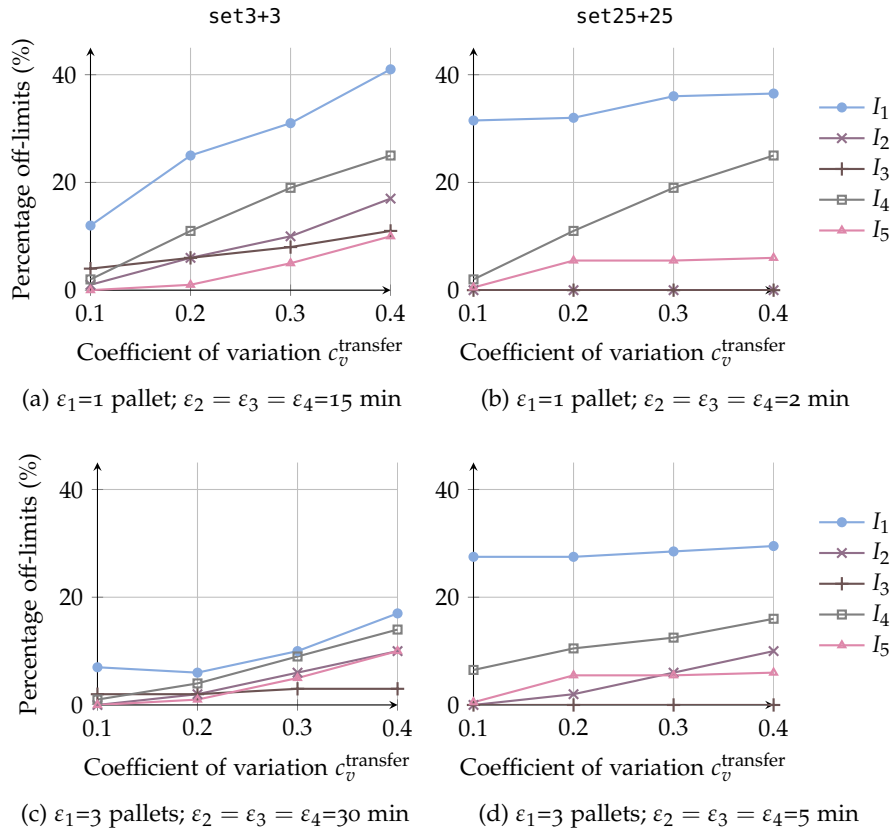 set3+3
set25+25
Percentage off-limits (%)
40
20
0
0.1 0.2 0.3 0.4
Coefficient of variation c_v^transfer
(a) ε₁=1 pallet; ε₂ = ε₃ = ε₄=15 min
40
20
0
0.1 0.2 0.3 0.4
Coefficient of variation c_v^transfer
(b) ε₁=1 pallet; ε₂ = ε₃ = ε₄=2 min
I₁
I₂
I₃
I₄
I₅
Percentage off-limits (%)
40
20
0
0.1 0.2 0.3 0.4
Coefficient of variation c_v^transfer
(c) ε₁=3 pallets; ε₂ = ε₃ = ε₄=30 min
40
20
0
0.1 0.2 0.3 0.4
Coefficient of variation c_v^transfer
(d) ε₁=3 pallets; ε₂ = ε₃ = ε₄=5 min
I₁
I₂
I₃
I₄
I₅